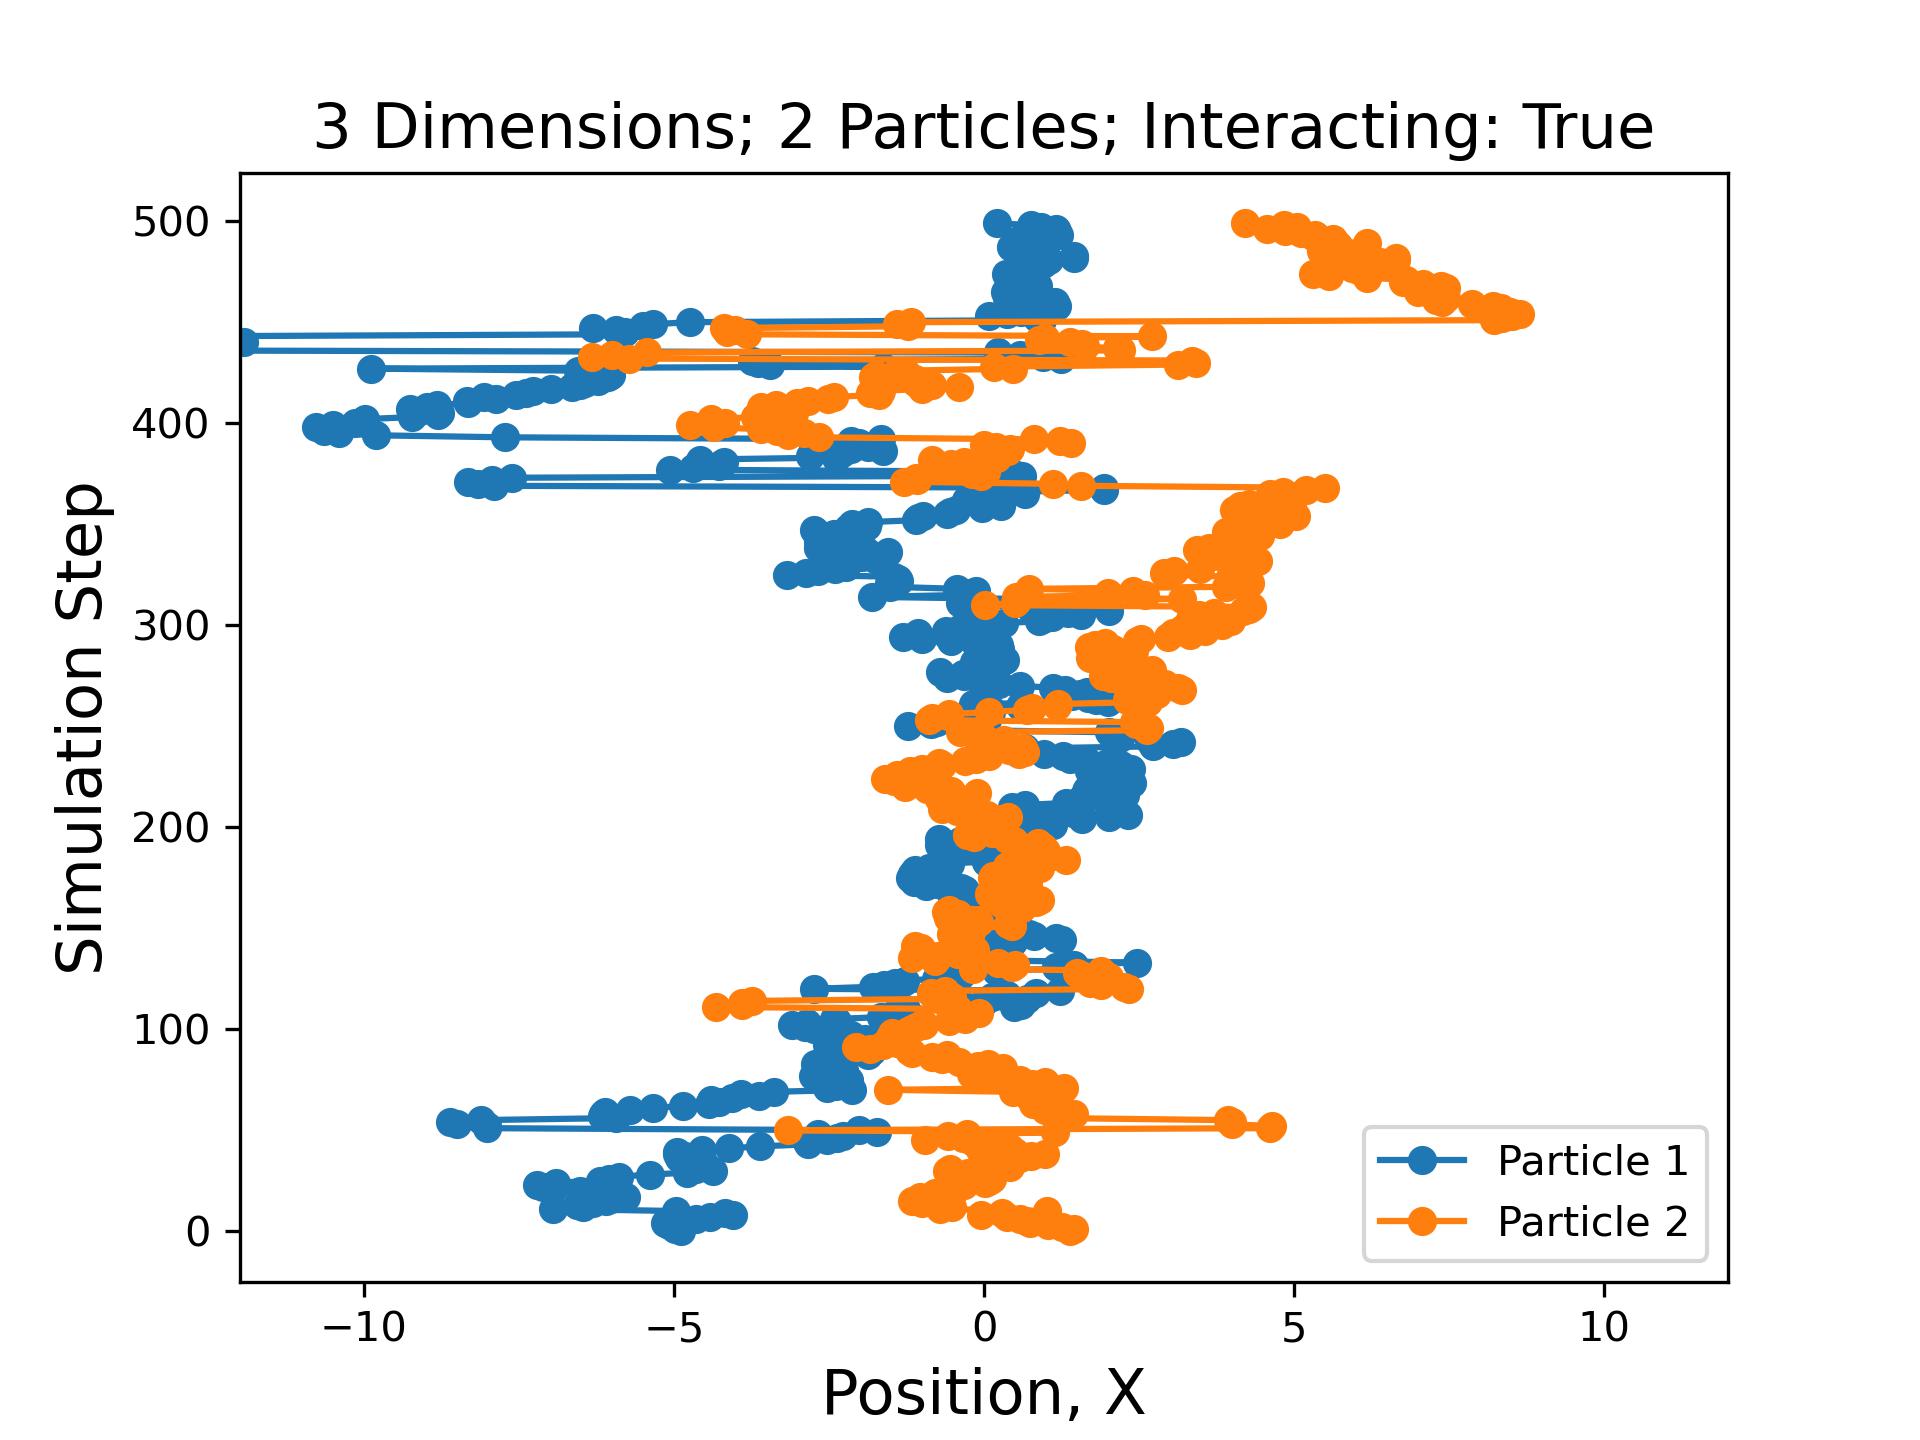 3 Dimensions; 2 Particles; Interacting: True
500
400
300
200
100
0
Simulation Step
Particle 1
Particle 2
−10 −5 0 5 10
Position, X